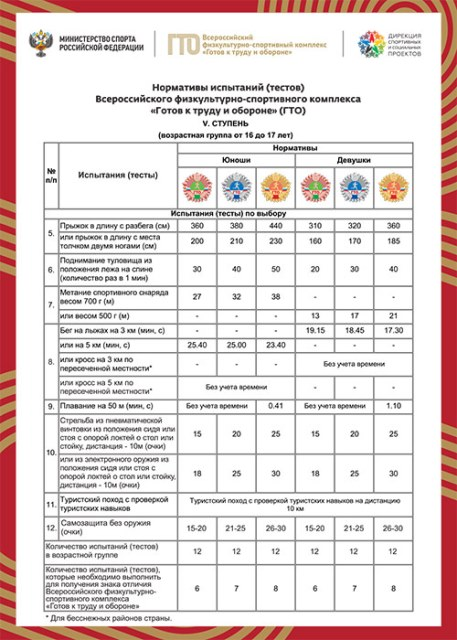 МИНИСТЕРСТВО СПОРТА
РОССИЙСКОЙ ФЕДЕРАЦИИ
ГТО
Всероссийский
физкультурно-спортивный комплекс
«Готов к труду и обороне»
ДИРЕКЦИЯ
СПОРТИВНЫХ
И СОЦИАЛЬНЫХ
ПРОЕКТОВ
Нормативы испытаний (тестов)
Всероссийского физкультурно-спортивного комплекса
«Готов к труду и обороне» (ГТО)
V. СТУПЕНЬ
(возрастная группа от 16 до 17 лет)
№ п/п Испытания (тесты) Нормативы
Юноши Девушки
Испытания (тесты) по выбору
5. Прыжок в длину с разбега (см) 360 380 440 310 320 360
или прыжок в длину с места
толчком двумя ногами (см) 200 210 230 160 170 185
6. Поднимание туловища из
положения лежа на спине
(количество раз в 1 мин) 30 40 50 20 30 40
7. Метание спортивного снаряда
весом 700 г (м) 27 32 38 - - -
или весом 500 г (м) - - - 13 17 21
8. Бег на лыжах на 3 км (мин, с) - - - 19.15 18.45 17.30
или на 5 км (мин, с) 25.40 25.00 23.40 - - -
или кросс на 3 км по
пересеченной местности* - - - Без учета времени
или кросс на 5 км по
пересеченной местности* Без учета времени - - -
9. Плавание на 50 м (мин, с) Без учета времени 0.41 Без учета времени 1.10
10. Стрельба из пневматической
винтовки из положения сидя или
стоя с опорой локтей о стол или
стойку, дистанция - 10м (очки) 15 20 25 15 20 25
или из электронного оружия из
положения сидя или стоя с
опорой локтей о стол или стойку,
дистанция - 10м (очки) 18 25 30 18 25 30
11. Туристский поход с проверкой
туристских навыков Туристский поход с проверкой туристских навыков на дистанцию
10 км
12. Самозащита без оружия
(очки) 15-20 21-25 26-30 15-20 21-25 26-30
Количество испытаний (тестов)
в возрастной группе 12 12 12 12 12 12
Количество испытаний (тестов),
которые необходимо выполнить
для получения знака отличия
Всероссийского физкультурно-
спортивного комплекса
«Готов к труду и обороне» 6 7 8 6 7 8
* Для бесснежных районов страны.